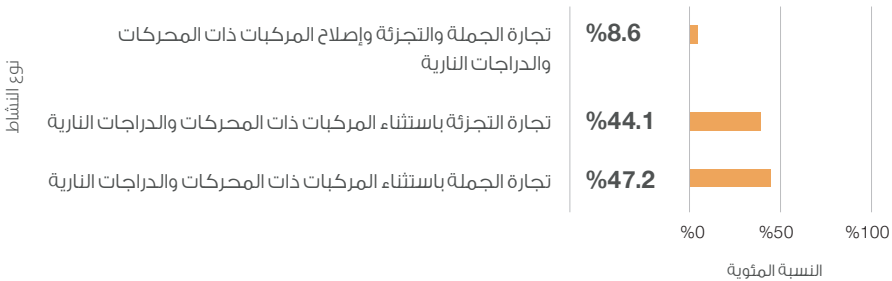 نوع النشاط
تجارة الجملة والتجزئة وإصلاح المركبات ذات المحركات
والدراجات النارية
%8.6
تجارة التجزئة باستثناء المركبات ذات المحركات والدراجات النارية
%44.1
تجارة الجملة باستثناء المركبات ذات المحركات والدراجات النارية
%47.2
%0 %50 %100
النسبة المئوية